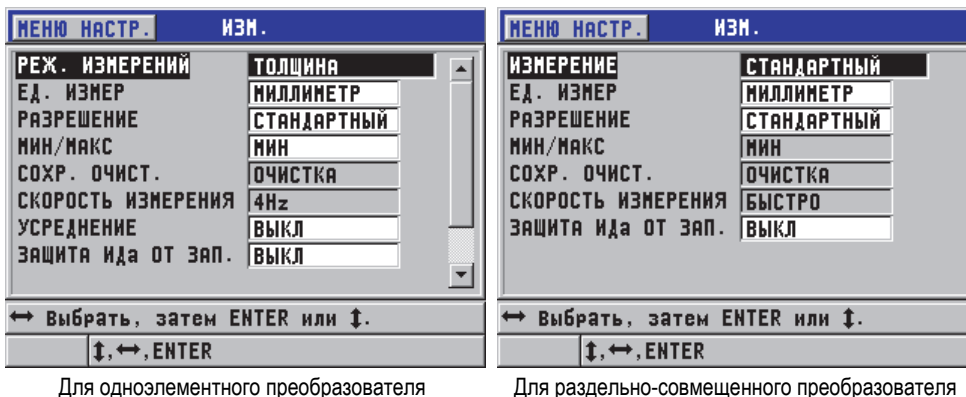 МЕНЮ НАСТР. ИЗМ.
РЕЖ. ИЗМЕРЕНИЙ ТОЛЩИНА
ЕД. ИЗМЕР МИЛЛИМЕТР
РАЗРЕШЕНИЕ СТАНДАРТНЫЙ
МИН/МАКС МИН
СОХР. ОЧИСТ. ОЧИСТКА
СКОРОСТЬ ИЗМЕРЕНИЯ 4Hz
УСРЕДНЕНИЕ ВЫКЛ
ЗАЩИТА ИДа ОТ ЗАП. ВЫКЛ
↔ Выбрать, затем ENTER или ↕.
↕,↔,ENTER
Для одноэлементного преобразователя
МЕНЮ НАСТР. ИЗМ.
ИЗМЕРЕНИЕ СТАНДАРТНЫЙ
ЕД. ИЗМЕР МИЛЛИМЕТР
РАЗРЕШЕНИЕ СТАНДАРТНЫЙ
МИН/МАКС МИН
СОХР. ОЧИСТ. ОЧИСТКА
СКОРОСТЬ ИЗМЕРЕНИЯ БЫСТРО
ЗАЩИТА ИДа ОТ ЗАП. ВЫКЛ
↔ Выбрать, затем ENTER или ↕.
↕,↔,ENTER
Для раздельно-совмещенного преобразователя